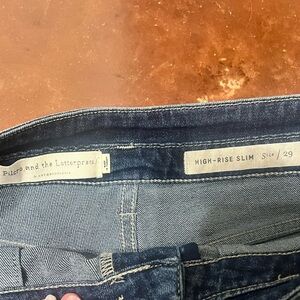 Pilcro and the Letterpress
HIGH-RISE SLIM Size / 29